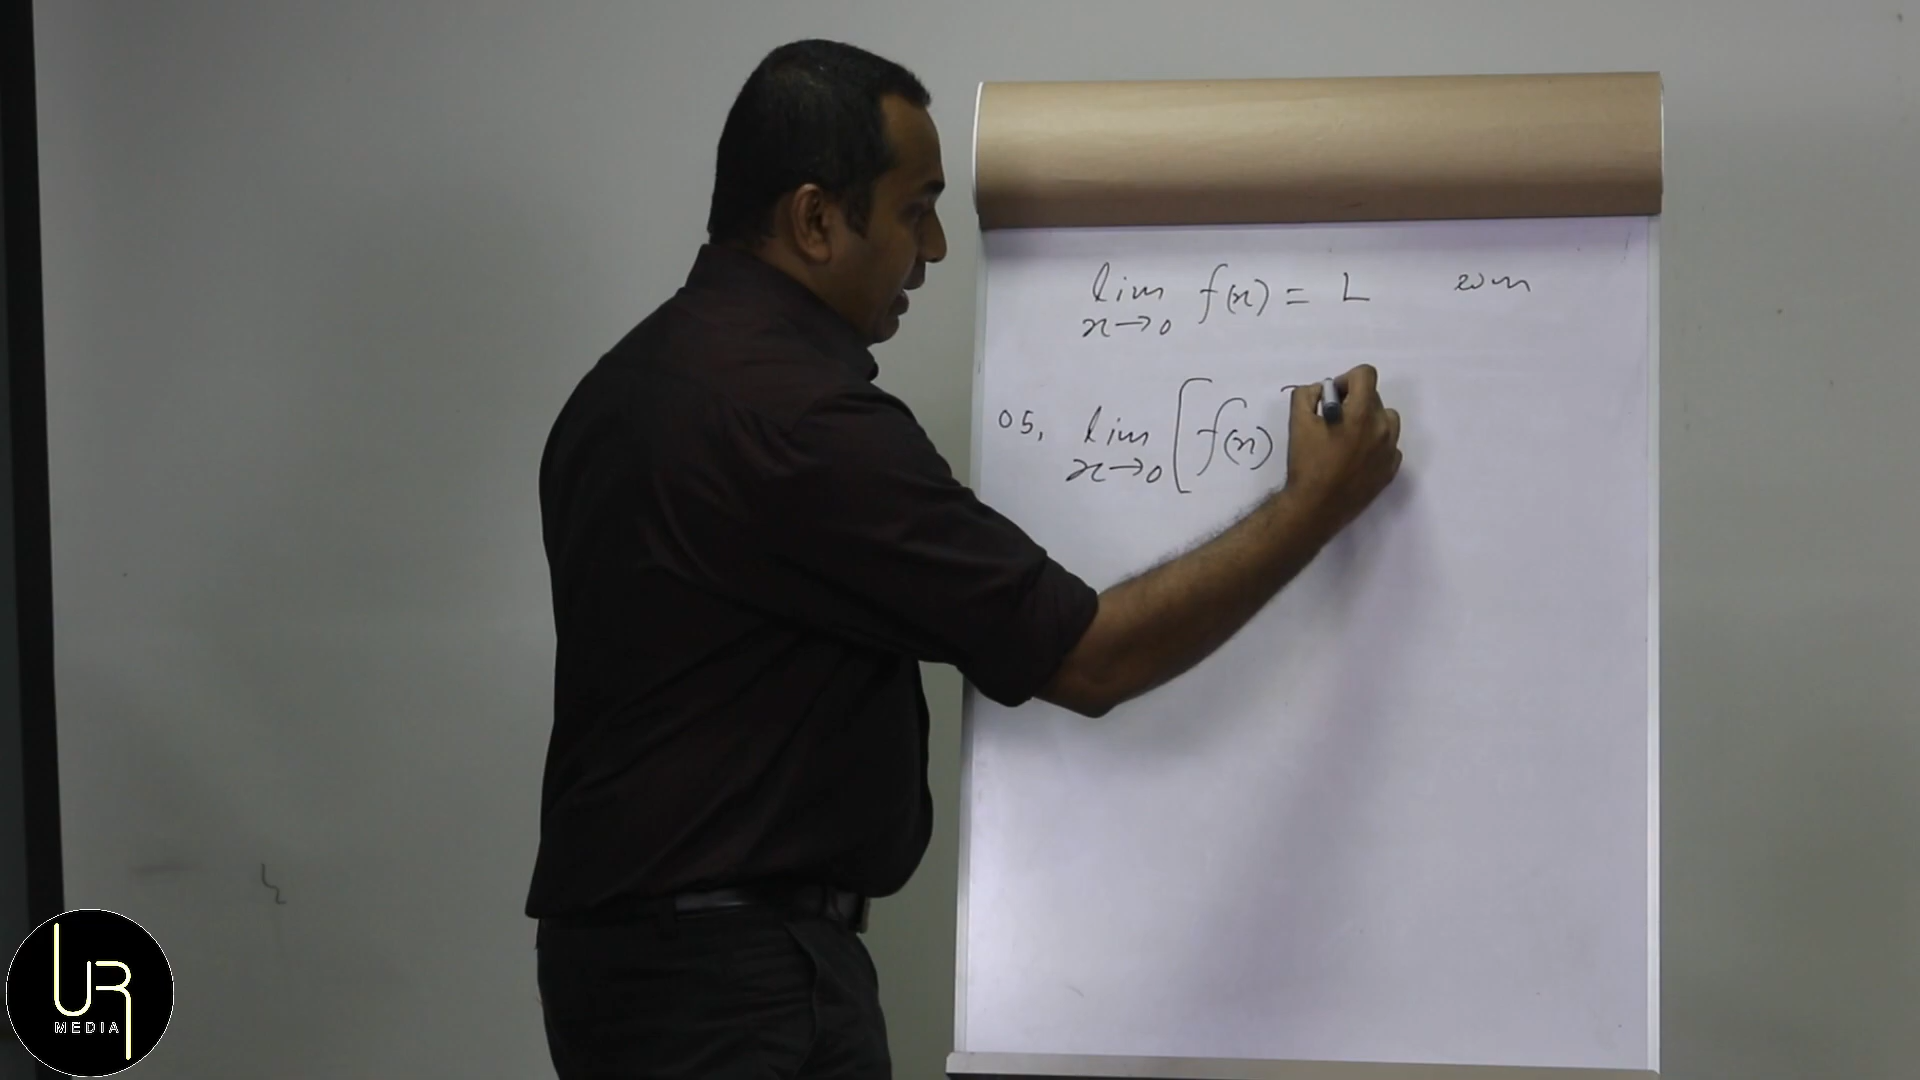 lim f(x) = L
x→0
05, lim [f(x)
x→0
UR
MEDIA